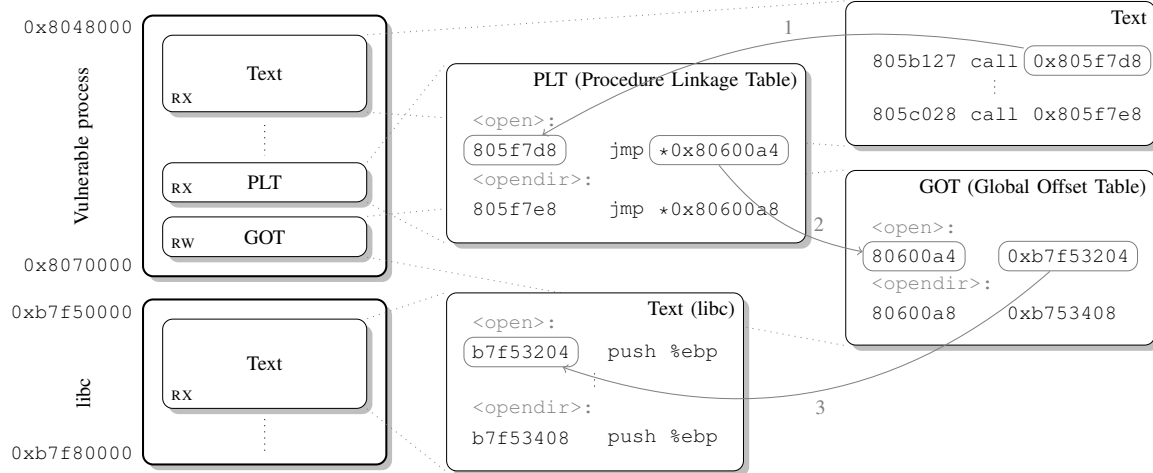 0x8048000
Vulnerable process
0x8070000
Text
RX
PLT
RX
GOT
RW
0xb7f50000
libc
0xb7f80000
Text
RX
PLT (Procedure Linkage Table)
<open>:
805f7d8 jmp *0x80600a4
<opendir>:
805f7e8 jmp *0x80600a8
Text
805b127 call 0x805f7d8
805c028 call 0x805f7e8
GOT (Global Offset Table)
<open>:
80600a4 0xb7f53204
<opendir>:
80600a8 0xb753408
Text (libc)
<open>:
b7f53204 push %ebp
<opendir>:
b7f53408 push %ebp
1
2
3